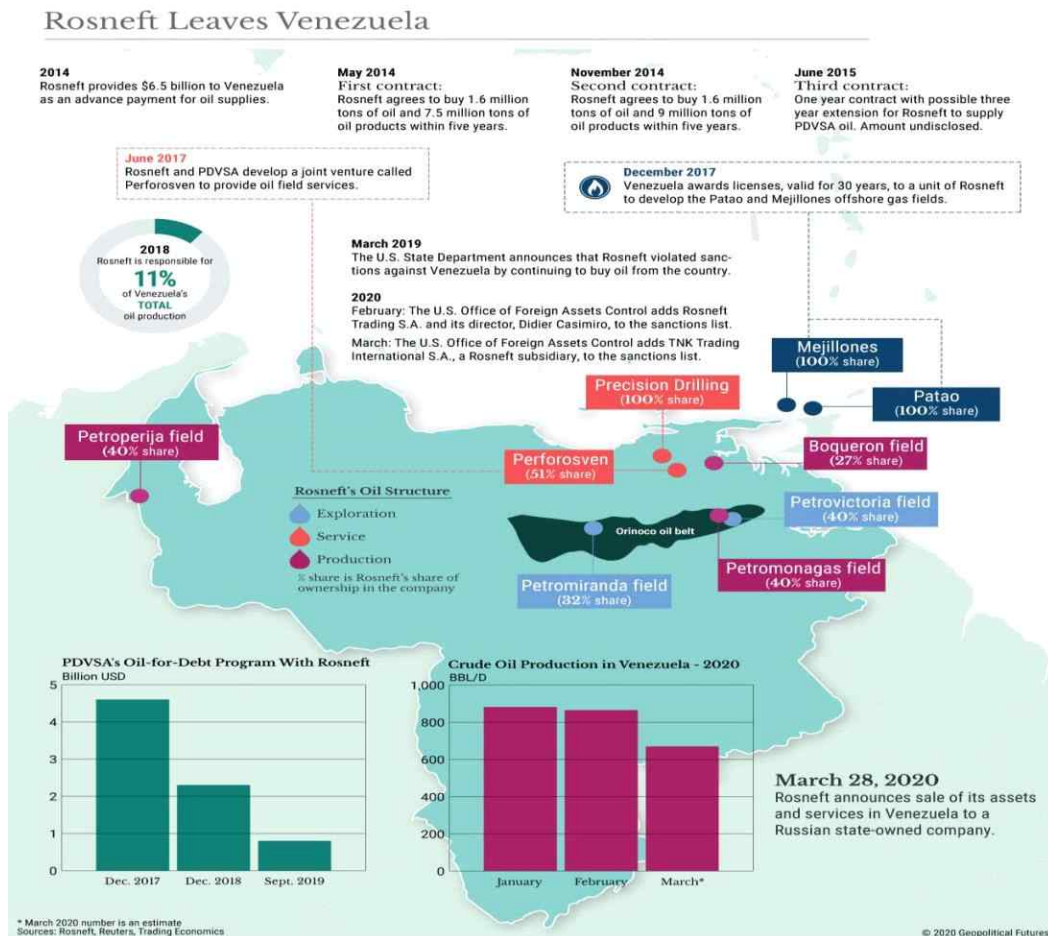 Rosneft Leaves Venezuela
2014
Rosneft provides $6.5 billion to Venezuela
as an advance payment for oil supplies.
May 2014
First contract:
Rosneft agrees to buy 1.6 million
tons of oil and 7.5 million tons of
oil products within five years.
November 2014
Second contract:
Rosneft agrees to buy 1.6 million
tons of oil and 9 million tons of
oil products within five years.
June 2015
Third contract:
One year contract with possible three
year extension for Rosneft to supply
PDVSA oil. Amount undisclosed.
June 2017
Rosneft and PDVSA develop a joint venture called
Perforosven to provide oil field services.
December 2017
Venezuela awards licenses, valid for 30 years, to a unit of Rosneft
to develop the Patao and Mejillones offshore gas fields.
2018
Rosneft is responsible for
11%
of Venezuela's
TOTAL
oil production
March 2019
The U.S. State Department announces that Rosneft violated sanc-
tions against Venezuela by continuing to buy oil from the country.
2020
February: The U.S. Office of Foreign Assets Control adds Rosneft
Trading S.A. and its director, Didier Casimiro, to the sanctions list.
March: The U.S. Office of Foreign Assets Control adds TNK Trading
International S.A., a Rosneft subsidiary, to the sanctions list.
Mejillones
(100% share)
Precision Drilling
(100% share)
Patao
(100% share)
Petroperija field
(40% share)
Boqueron field
(27% share)
Perforosven
(51% share)
Rosneft's Oil Structure
Exploration
Service
Production
% share is Rosneft's share of
ownership in the company
Petrovictoria field
(40% share)
Orinoco oil belt
Petromonagas field
(40% share)
Petromiranda field
(32% share)
PDVSA's Oil-for-Debt Program With Rosneft
Billion USD
5
4
3
2
1
0
Dec. 2017 Dec. 2018 Sept. 2019
Crude Oil Production in Venezuela - 2020
BBL/D
1,000
800
600
400
200
0
January February March*
March 28, 2020
Rosneft announces sale of its assets
and services in Venezuela to a
Russian state-owned company.
* March 2020 number is an estimate
Sources: Rosneft, Reuters, Trading Economics
© 2020 Geopolitical Futures